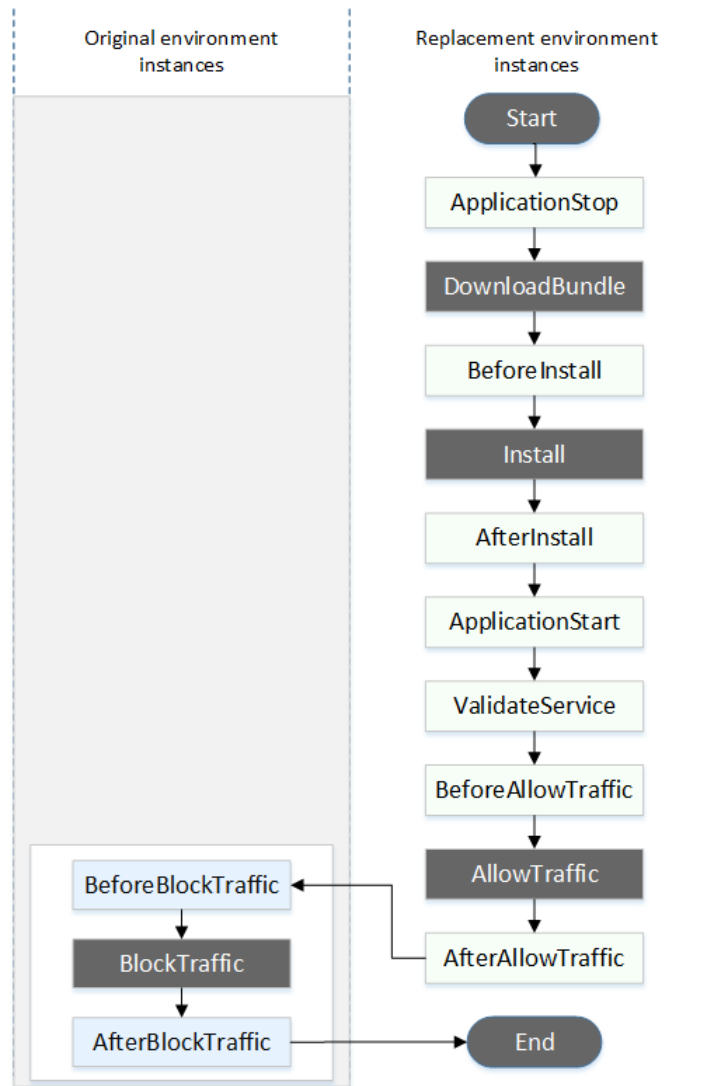 Original environment
instances
Replacement environment
instances
Start
ApplicationStop
DownloadBundle
BeforeInstall
Install
AfterInstall
ApplicationStart
ValidateService
BeforeAllowTraffic
AllowTraffic
AfterAllowTraffic
BeforeBlockTraffic
BlockTraffic
AfterBlockTraffic
End